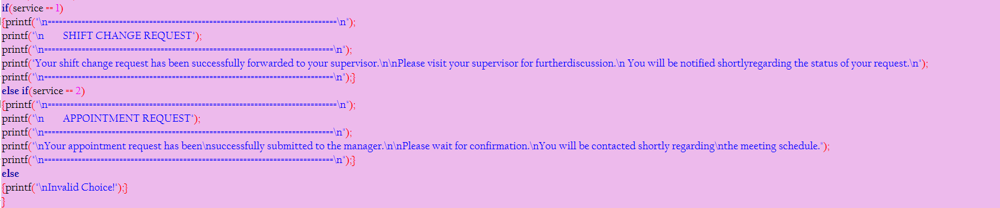 if(service == 1)
{printf("\n==============================================================================\n");
printf("\n      SHIFT CHANGE REQUEST");
printf("\n==============================================================================\n");
printf("Your shift change request has been successfully forwarded to your supervisor.\n\nPlease visit your supervisor for furtherdiscussion.\n You will be notified shortlyregarding the status of your request.\n");
printf("\n==============================================================================\n");}
else if(service == 2)
{printf("\n==============================================================================\n");
printf("\n      APPOINTMENT REQUEST");
printf("\n==============================================================================\n");
printf("\nYour appointment request has been\nsuccessfully submitted to the manager.\n\nPlease wait for confirmation.\nYou will be contacted shortly regarding\nthe meeting schedule.");
printf("\n==============================================================================\n");}
else
{printf("\nInvalid Choice!");}
}